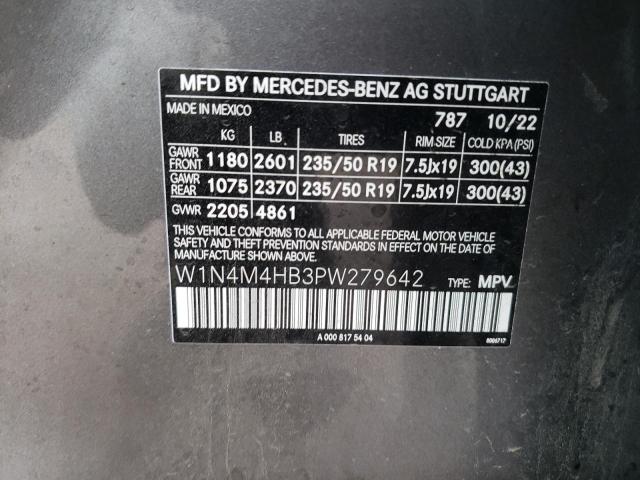 MFD BY MERCEDES-BENZ AG STUTTGART
MADE IN MEXICO 787 10/22
KG LB TIRES RIM SIZE COLD KPA (PSI)
GAWR FRONT 1180 2601 235/50 R19 7.5Jx19 300(43)
GAWR REAR 1075 2370 235/50 R19 7.5Jx19 300(43)
GVWR 2205 4861
THIS VEHICLE CONFORMS TO ALL APPLICABLE FEDERAL MOTOR VEHICLE
SAFETY AND THEFT PREVENTION STANDARDS IN EFFECT ON THE DATE OF
MANUFACTURE SHOWN ABOVE.
W1N4M4HB3PW279642 TYPE: MPV
A 000 817 54 04